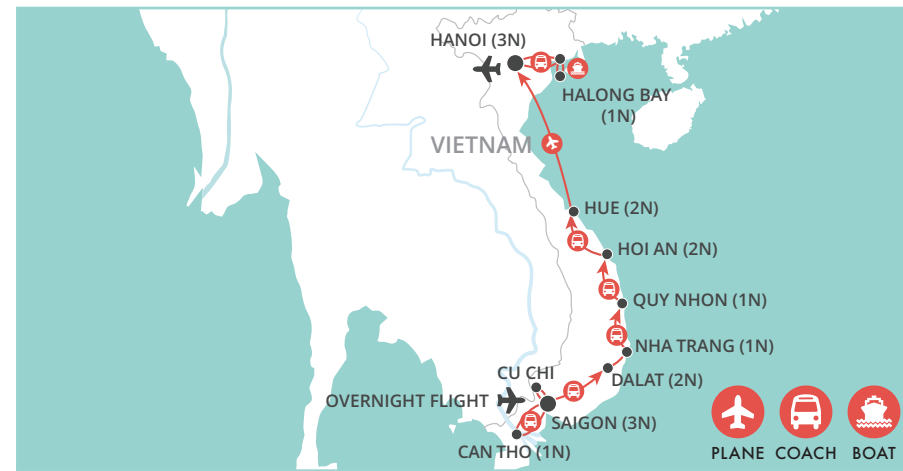 HANOI (3N)
HALONG BAY
(1N)
VIETNAM
HUE (2N)
HOI AN (2N)
QUY NHON (1N)
NHA TRANG (1N)
CU CHI
DALAT (2N)
OVERNIGHT FLIGHT
SAIGON (3N)
CAN THO (1N)
PLANE COACH BOAT